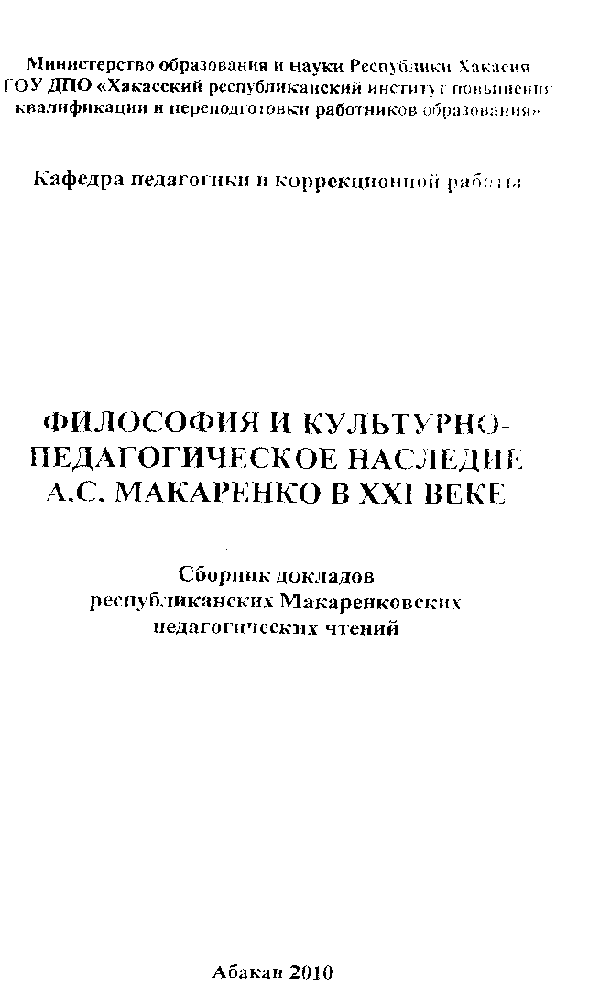 Министерство образования и науки Республики Хакасия
ГОУ ДПО «Хакасский республиканский институт повышения
квалификации и переподготовки работников образования»
Кафедра педагогики и коррекционной работы
ФИЛОСОФИЯ И КУЛЬТУРНО-
ПЕДАГОГИЧЕСКОЕ НАСЛЕДИЕ
А.С. МАКАРЕНКО В XXI ВЕКЕ
Сборник докладов
республиканских Макаренковских
педагогических чтений
Абакан 2010